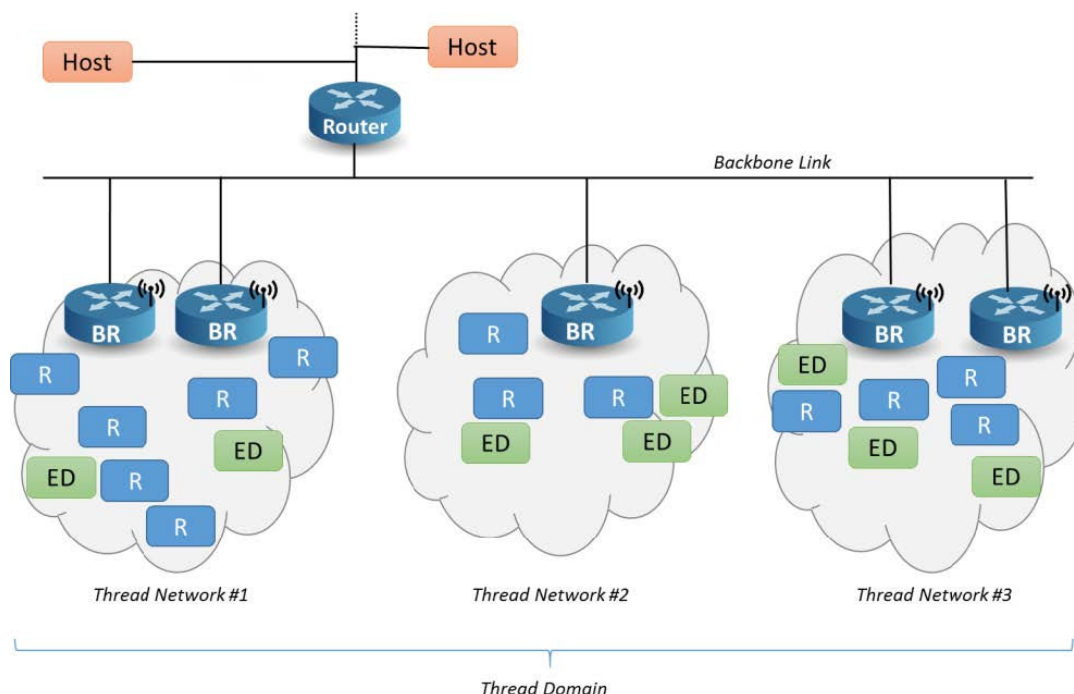 Host
Host
Router
Backbone Link
BR
BR
R
R
R
R
ED
ED
R
R
Thread Network #1
BR
R
R
R
ED
ED
ED
Thread Network #2
BR
BR
ED
R
R
R
R
ED
ED
Thread Network #3
Thread Domain